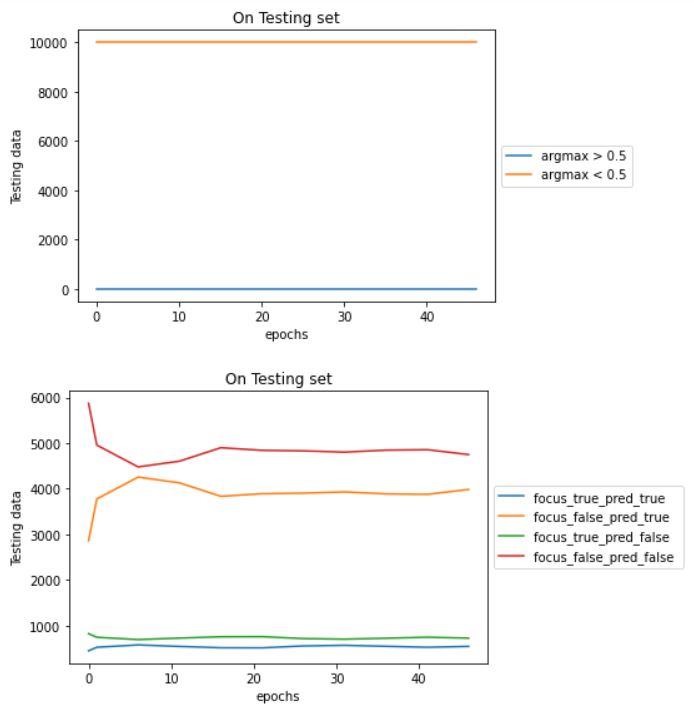 On Testing set
10000
8000
6000
4000
2000
0
Testing data
0 10 20 30 40
epochs
argmax > 0.5
argmax < 0.5
On Testing set
6000
5000
4000
3000
2000
1000
Testing data
0 10 20 30 40
epochs
focus_true_pred_true
focus_false_pred_true
focus_true_pred_false
focus_false_pred_false